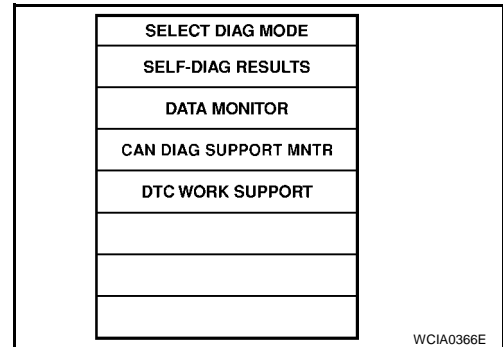 SELECT DIAG MODE
SELF-DIAG RESULTS
DATA MONITOR
CAN DIAG SUPPORT MNTR
DTC WORK SUPPORT
WCIA0366E